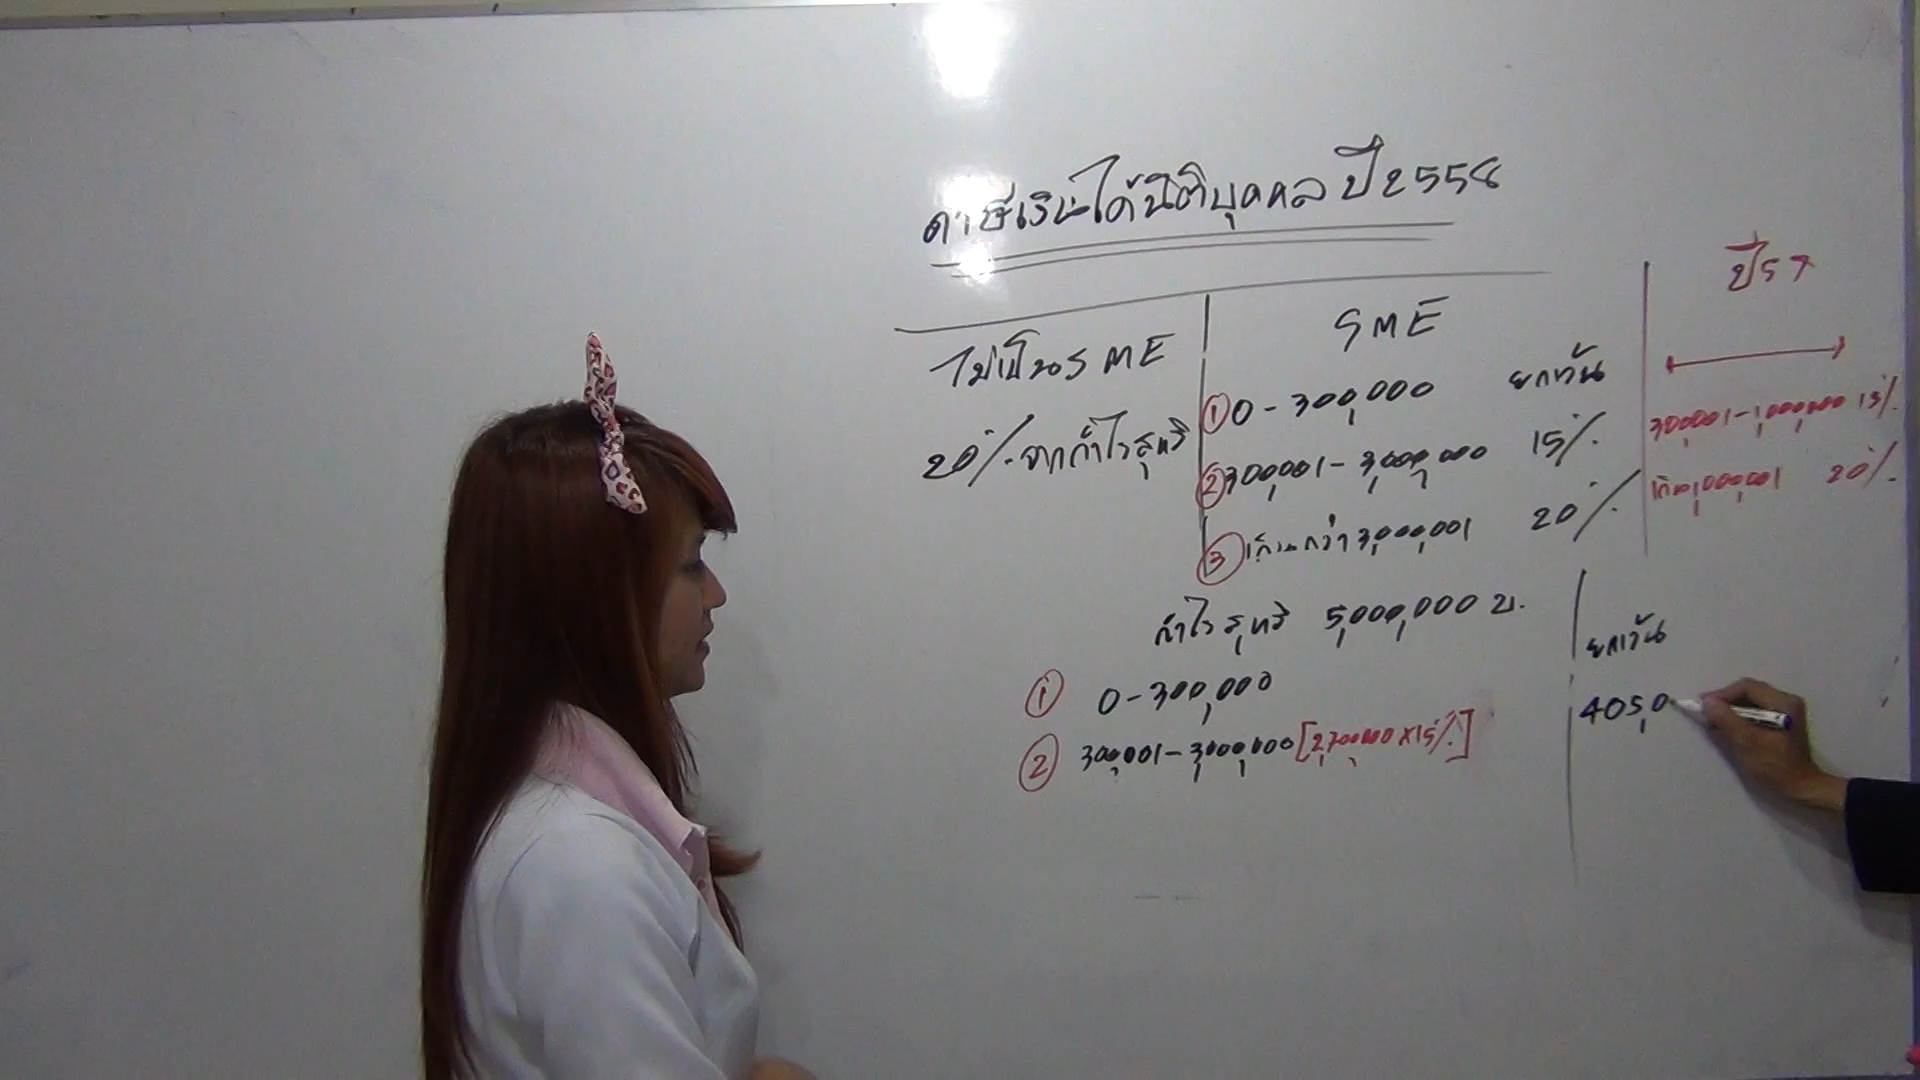 ภาษีเงินได้นิติบุคคล ปี 2558
ไม่เป็น SME
20% จากกำไรสุทธิ
SME
① 0 - 300,000 ยกเว้น
② 300,001 - 3,000,000 15%
③ เกินกว่า 3,000,001 20%
ปี 57
300,001 - 1,000,000 15%
เกิน 1,000,001 20%
กำไรสุทธิ 5,000,000 บ.
① 0 - 300,000 ยกเว้น
② 300,001 - 3,000,000 [2,700,000 x 15%] 405,0